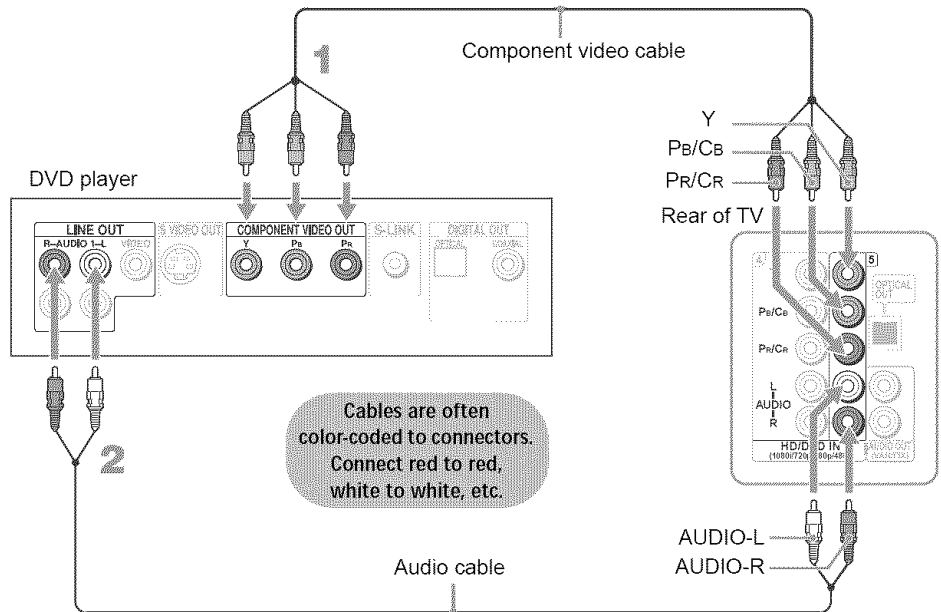 1
Component video cable
Y
PB/CB
PR/CR
DVD player
Rear of TV
LINE OUT
R–AUDIO 1–L
VIDEO
S VIDEO OUT
COMPONENT VIDEO OUT
Y
PB
PR
S-LINK
DIGITAL OUT
OPTICAL
COAXIAL
4
5
OPTICAL
OUT
PB/CB
PR/CR
L
AUDIO
R
HD/DVD IN
AUDIO OUT
Cables are often
color-coded to connectors.
Connect red to red,
white to white, etc.
2
AUDIO-L
AUDIO-R
Audio cable